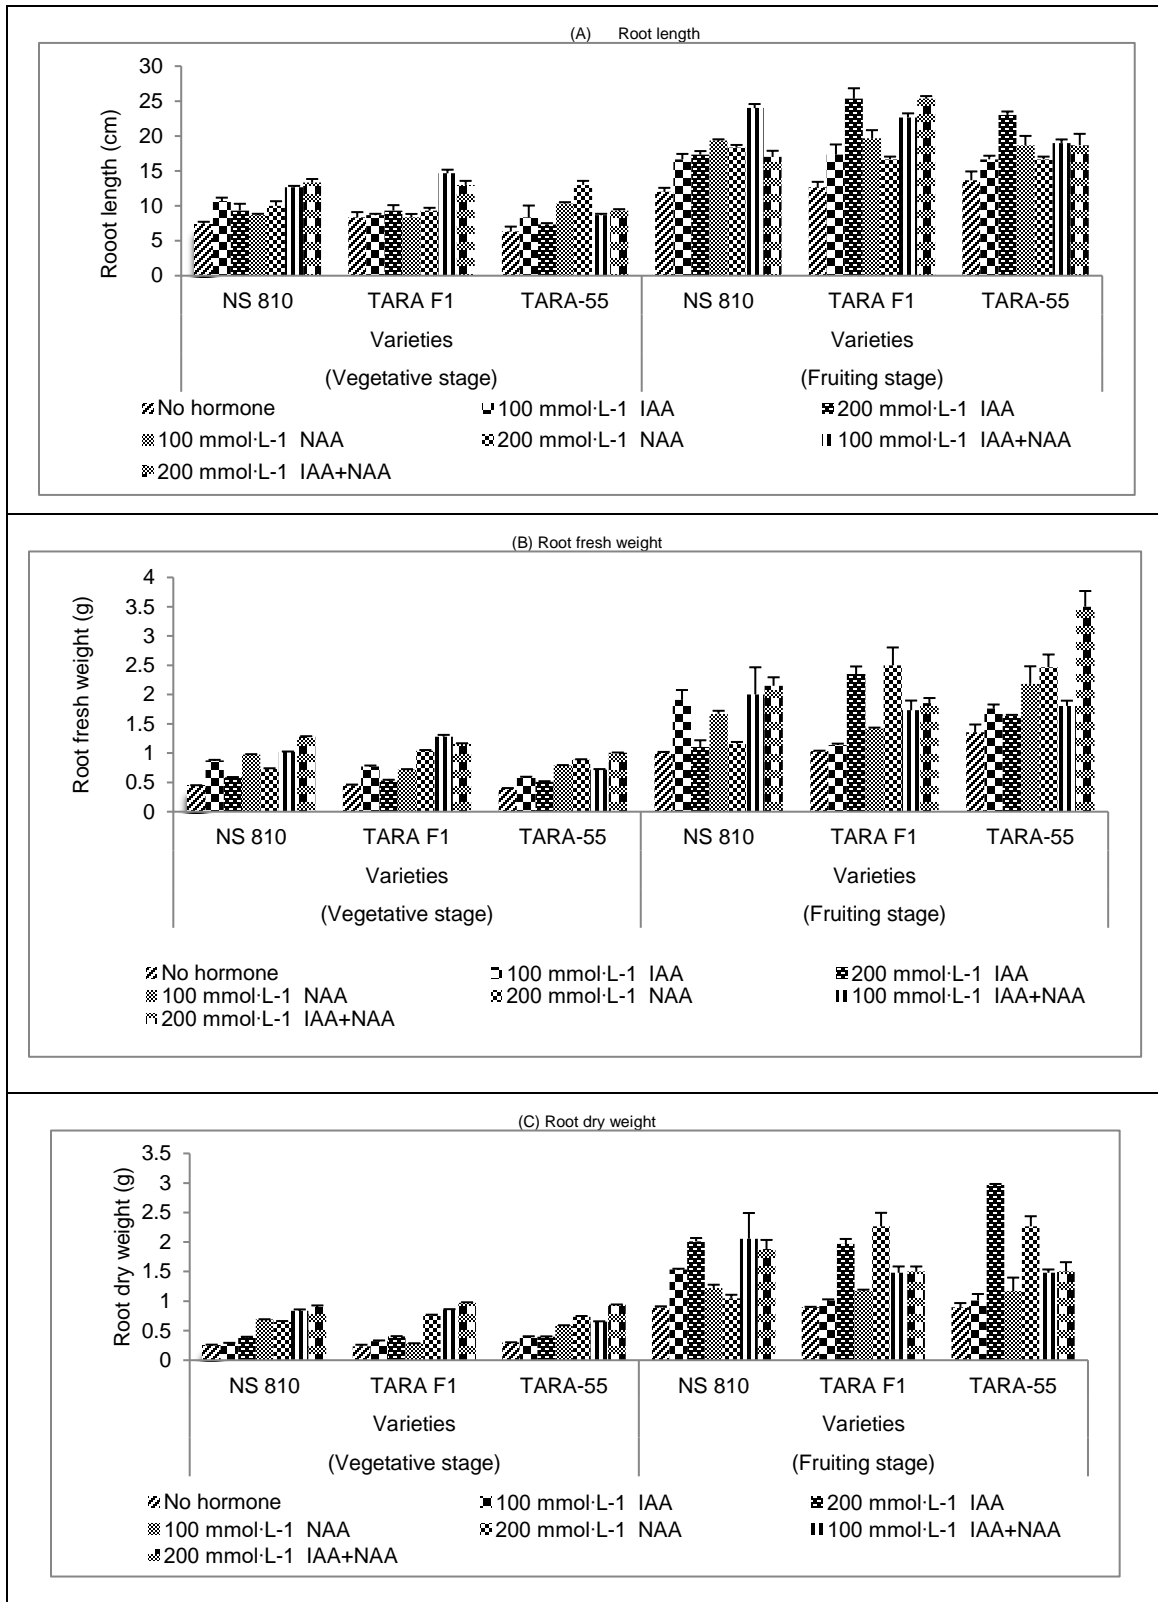 (A) Root length
30
25
20
15
10
5
0
Rooot length (cm)
NS 810 TARA F1 TARA-55 NS 810 TARA F1 TARA-55
Varieties Varieties
(Vegetative stage) (Fruiting stage)
No hormone 100 mmol·L-1 IAA 200 mmol·L-1 IAA
100 mmol·L-1 NAA 200 mmol·L-1 NAA 100 mmol·L-1 IAA+NAA
200 mmol·L-1 IAA+NAA
(B) Root fresh weight
4
3.5
3
2.5
2
1.5
1
0.5
0
Root fresh weight (g)
NS 810 TARA F1 TARA-55 NS 810 TARA F1 TARA-55
Varieties Varieties
(Vegetative stage) (Fruiting stage)
No hormone 100 mmol·L-1 IAA 200 mmol·L-1 IAA
100 mmol·L-1 NAA 200 mmol·L-1 NAA 100 mmol·L-1 IAA+NAA
200 mmol·L-1 IAA+NAA
(C) Root dry weight
3.5
3
2.5
2
1.5
1
0.5
0
Root dry weight (g)
NS 810 TARA F1 TARA-55 NS 810 TARA F1 TARA-55
Varieties Varieties
(Vegetative stage) (Fruiting stage)
No hormone 100 mmol·L-1 IAA 200 mmol·L-1 IAA
100 mmol·L-1 NAA 200 mmol·L-1 NAA 100 mmol·L-1 IAA+NAA
200 mmol·L-1 IAA+NAA